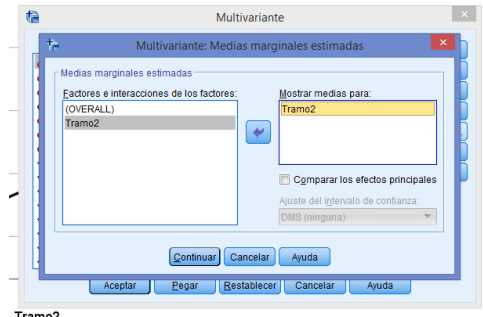 Multivariante
Multivariante: Medias marginales estimadas
Medias marginales estimadas
Factores e interacciones de los factores:
Mostrar medias para:
(OVERALL)
Tramo2
Tramo2
Comparar los efectos principales
Ajuste del intervalo de confianza:
DMS (ninguna)
Continuar Cancelar Ayuda
Aceptar Pegar Restablecer Cancelar Ayuda
Tramo2